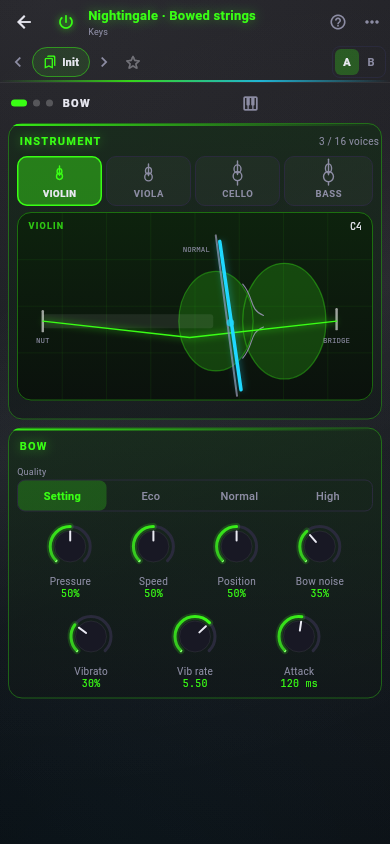 Nightingale · Bowed strings
Keys
Init
A B
BOW
INSTRUMENT
3 / 16 voices
VIOLIN VIOLA CELLO BASS
VIOLIN
C4
NORMAL
NUT
BRIDGE
BOW
Quality
Setting Eco Normal High
Pressure Speed Position Bow noise
50% 50% 50% 35%
Vibrato Vib rate Attack
30% 5.50 120 ms